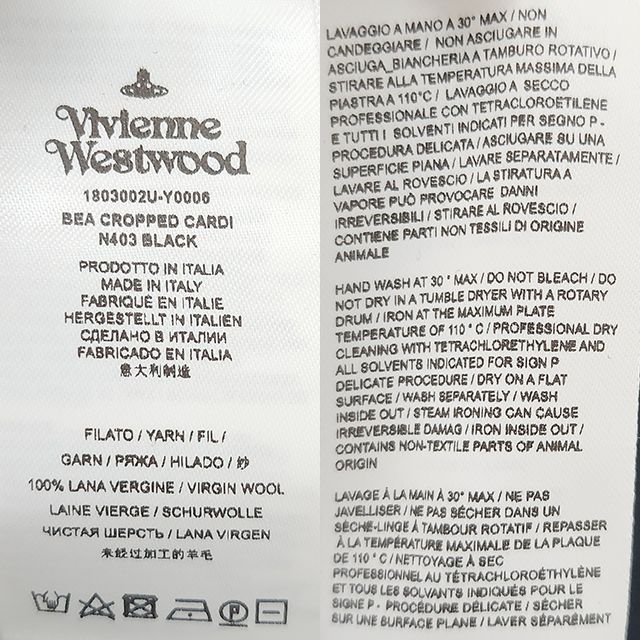 Vivienne
Westwood
1803002U-Y0006
BEA CROPPED CARDI
N403 BLACK
PRODOTTO IN ITALIA
MADE IN ITALY
FABRIQUÉ EN ITALIE
HERGESTELLT IN ITALIEN
СДЕЛАНО В ИТАЛИИ
FABRICADO EN ITALIA
意大利制造
FILATO / YARN / FIL /
GARN / РЯЖА / HILADO / 纱
100% LANA VERGINE / VIRGIN WOOL
LAINE VIERGE / SCHURWOLLE
ЧИСТАЯ ШЕРСТЬ / LANA VIRGEN
未经过加工的羊毛
P
LAVAGGIO A MANO A 30° MAX / NON
CANDEGGIARE / NON ASCIUGARE IN
ASCIUGA_BIANCHERIA A TAMBURO ROTATIVO /
STIRARE ALLA TEMPERATURA MASSIMA DELLA
PIASTRA A 110°C / LAVAGGIO A SECCO
PROFESSIONALE CON TETRACLOROETILENE
E TUTTI I SOLVENTI INDICATI PER SEGNO P -
PROCEDURA DELICATA / ASCIUGARE SU UNA
SUPERFICIE PIANA / LAVARE SEPARATAMENTE /
LAVARE AL ROVESCIO / LA STIRATURA A
VAPORE PUÒ PROVOCARE DANNI
IRREVERSIBILI / STIRARE AL ROVESCIO /
CONTIENE PARTI NON TESSILI DI ORIGINE
ANIMALE
HAND WASH AT 30 ° MAX / DO NOT BLEACH / DO
NOT DRY IN A TUMBLE DRYER WITH A ROTARY
DRUM / IRON AT THE MAXIMUM PLATE
TEMPERATURE OF 110 ° C / PROFESSIONAL DRY
CLEANING WITH TETRACHLORETHYLENE AND
ALL SOLVENTS INDICATED FOR SIGN P
DELICATE PROCEDURE / DRY ON A FLAT
SURFACE / WASH SEPARATELY / WASH
INSIDE OUT / STEAM IRONING CAN CAUSE
IRREVERSIBLE DAMAG / IRON INSIDE OUT /
CONTAINS NON-TEXTILE PARTS OF ANIMAL
ORIGIN
LAVAGE À LA MAIN À 30° MAX / NE PAS
JAVELLISER / NE PAS SÉCHER DANS UN
SÈCHE-LINGE À TAMBOUR ROTATIF / REPASSER
À LA TEMPÉRATURE MAXIMALE DE LA PLAQUE
DE 110 ° C / NETTOYAGE À SEC
PROFESSIONNEL AU TÉTRACHLOROÉTHYLÈNE
ET TOUS LES SOLVANTS INDIQUÉS POUR LE
SIGNE P - PROCÉDURE DÉLICATE / SÉCHER
SUR UNE SURFACE PLANE / LAVER SÉPARÉMENT